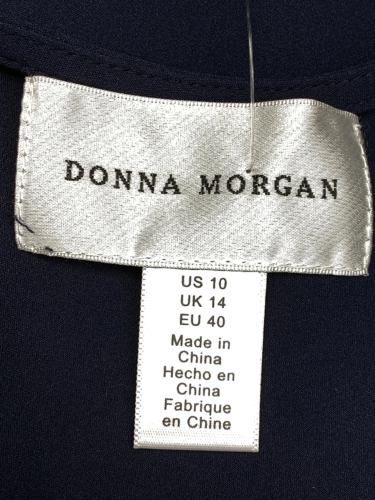 DONNA MORGAN
US 10
UK 14
EU 40
Made in
China
Hecho en
China
Fabrique
en Chine